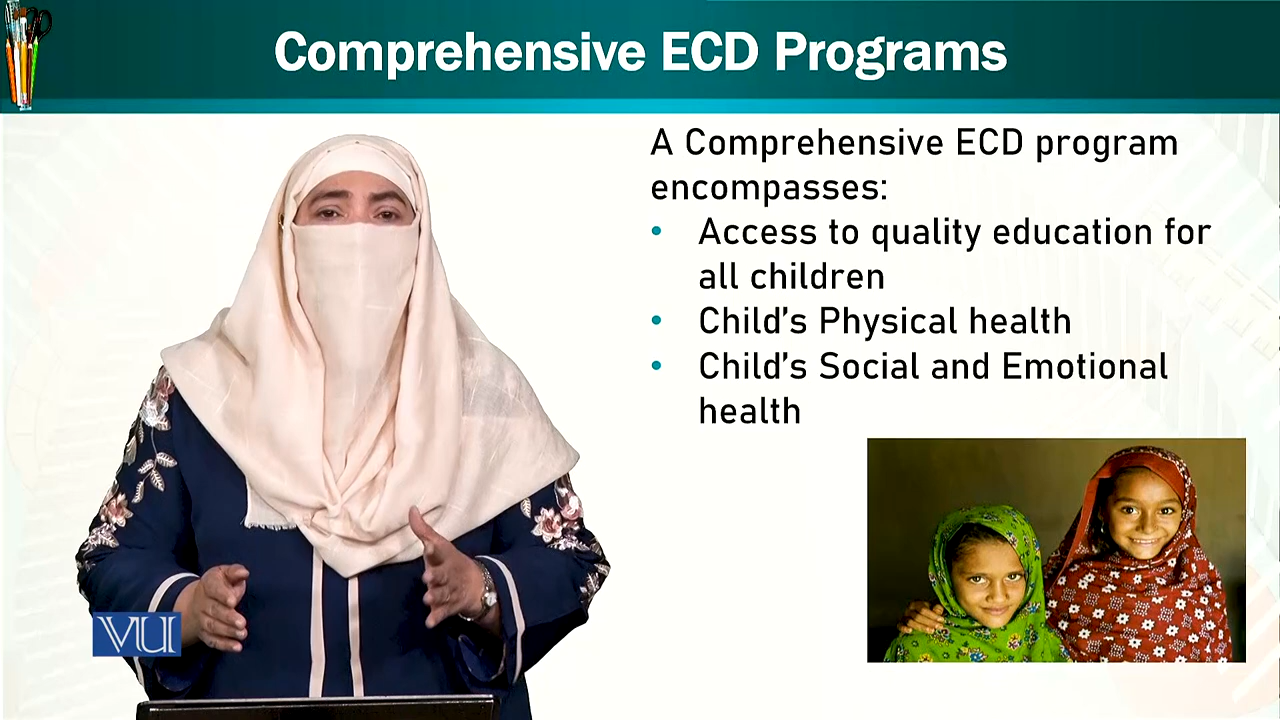 Comprehensive ECD Programs
A Comprehensive ECD program
encompasses:
• Access to quality education for
all children
• Child's Physical health
• Child's Social and Emotional
health
VU